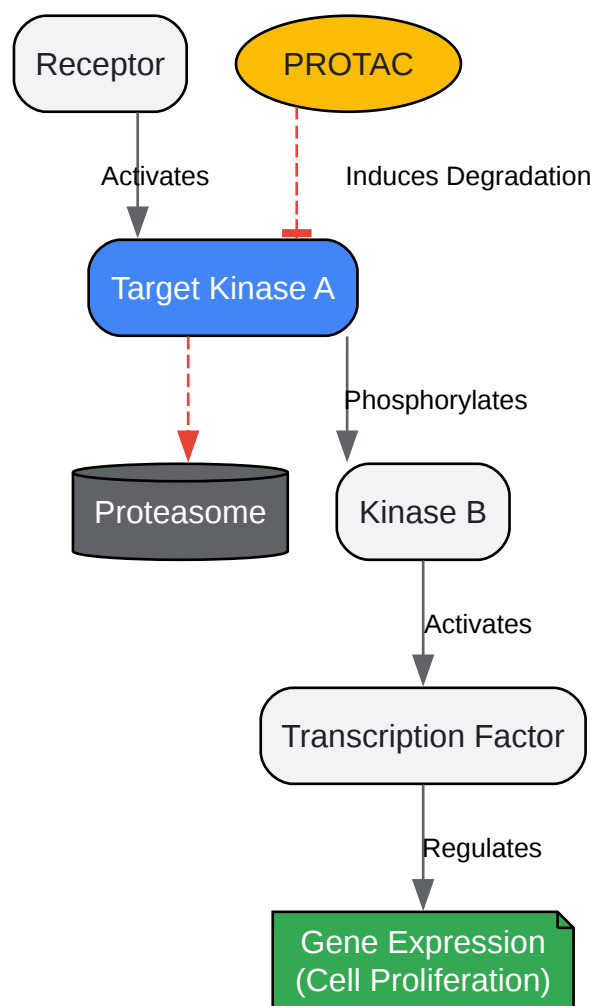 Receptor
PROTAC
Activates
Induces Degradation
Target Kinase A
Phosphorylates
Proteasome
Kinase B
Activates
Transcription Factor
Regulates
Gene Expression
(Cell Proliferation)